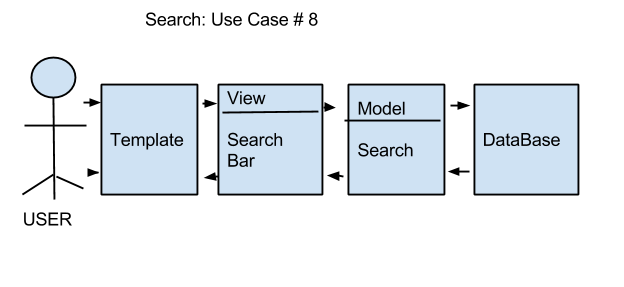 Search: Use Case # 8
Template
View
Search
Bar
Model
Search
DataBase
USER